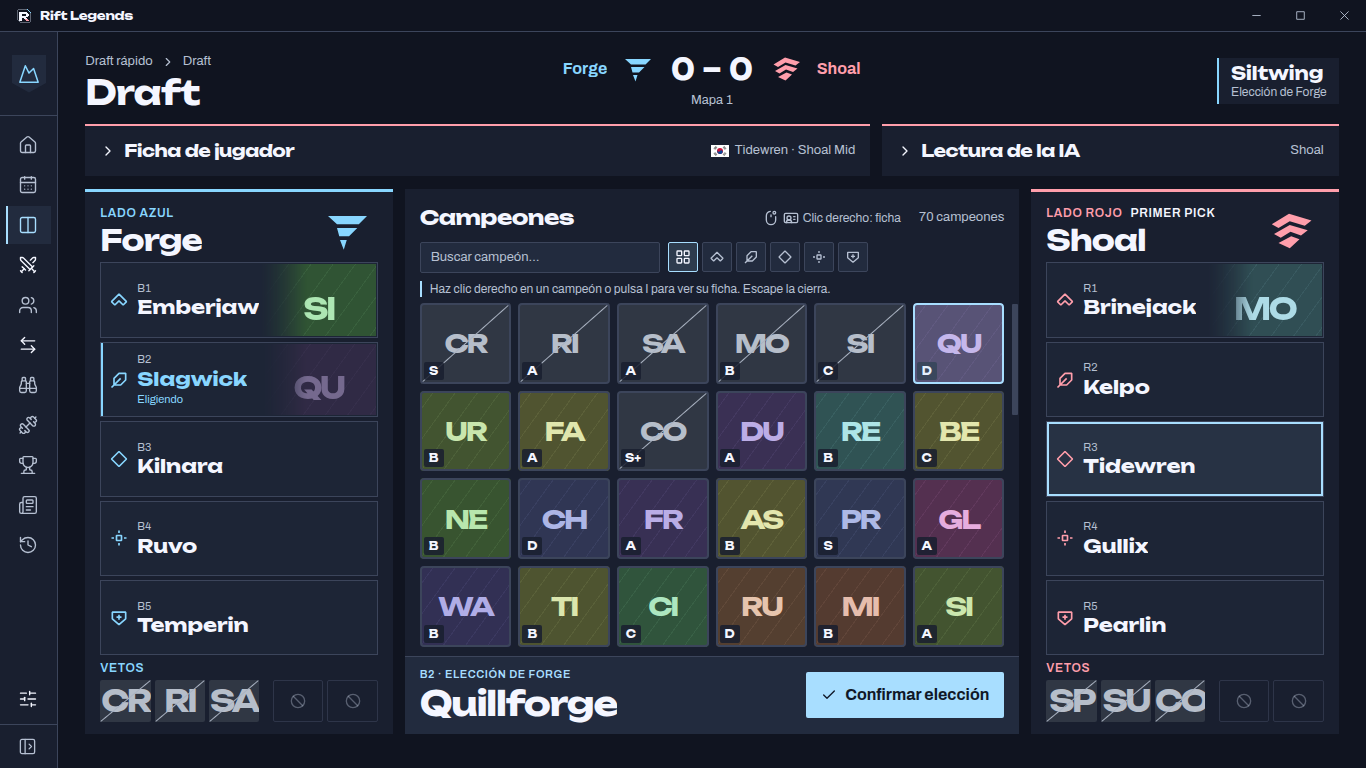 Rift Legends
Draft rápido > Draft
Draft
Forge 0 – 0 Shoal
Mapa 1
Siltwing
Elección de Forge
Ficha de jugador
Tidewren · Shoal Mid
Lectura de la IA
Shoal
LADO AZUL
Forge
B1
Emberjaw
SI
B2
Slagwick
Eligiendo
QU
B3
Kilnara
B4
Ruvo
B5
Temperin
VETOS
CR RI SA
Campeones
Clic derecho: ficha
70 campeones
Buscar campeón...
Haz clic derecho en un campeón o pulsa I para ver su ficha. Escape la cierra.
CR RI SA MO SI QU
S A A B C D
UR FA CO DU RE BE
B A S+ A B C
NE CH FR AS PR GL
B D A B S A
WA TI CI RU MI SI
B B C D B A
B2 · ELECCIÓN DE FORGE
Quillforge
Confirmar elección
LADO ROJO PRIMER PICK
Shoal
R1
Brinejack
MO
R2
Kelpo
R3
Tidewren
R4
Gullix
R5
Pearlin
VETOS
SP SU CO